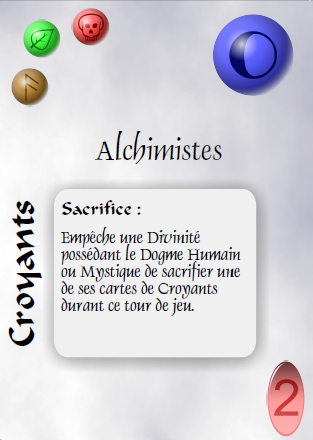 Alchimistes
Croyants
Sacrifice :
Empêche une Divinité
possédant le Dogme Humain
ou Mystique de sacrifier une
de ses cartes de Croyants
durant ce tour de jeu.
2